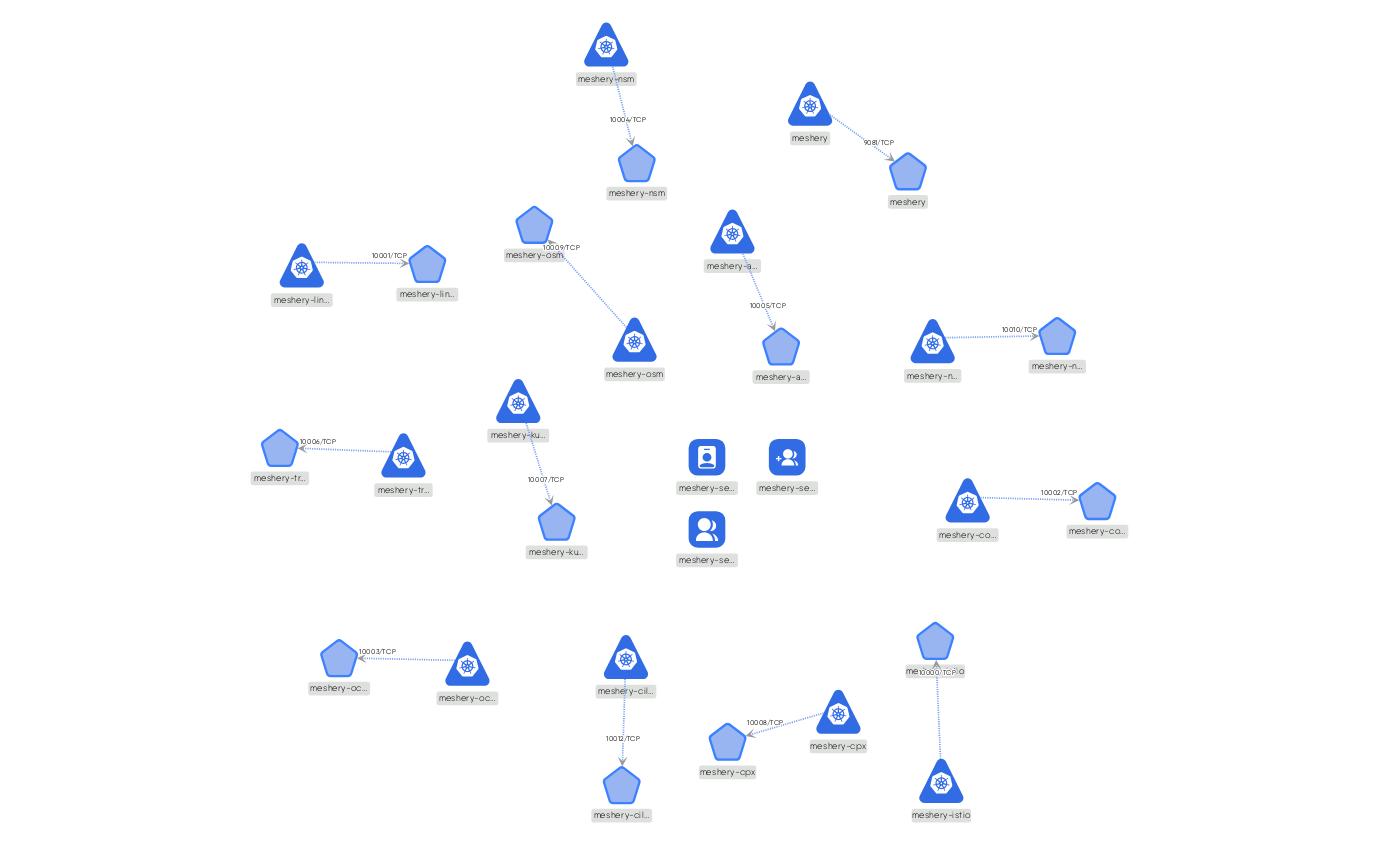 meshery-nsm
10004/TCP
meshery
9081/TCP
meshery-nsm
meshery
10009/TCP
meshery-osm
10001/TCP
meshery-a...
meshery-lin...
meshery-lin...
10005/TCP
10010/TCP
meshery-n...
meshery-osm
meshery-a...
meshery-n...
meshery-ku...
10006/TCP
meshery-tr...
10007/TCP
meshery-tr...
meshery-se...
meshery-se...
10002/TCP
meshery-co...
meshery-co...
meshery-ku...
meshery-se...
10003/TCP
meshery-oc...
meshery-oc...
meshery-cil...
10000/TCP
10008/TCP
10012/TCP
meshery-cpx
meshery-cpx
meshery-cil...
meshery-istio